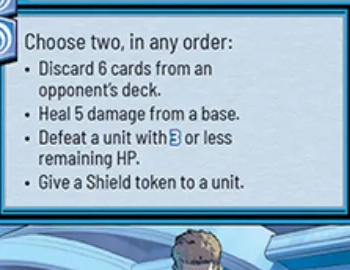 Choose two, in any order:
• Discard 6 cards from an
opponent's deck.
• Heal 5 damage from a base.
• Defeat a unit with 3 or less
remaining HP.
• Give a Shield token to a unit.